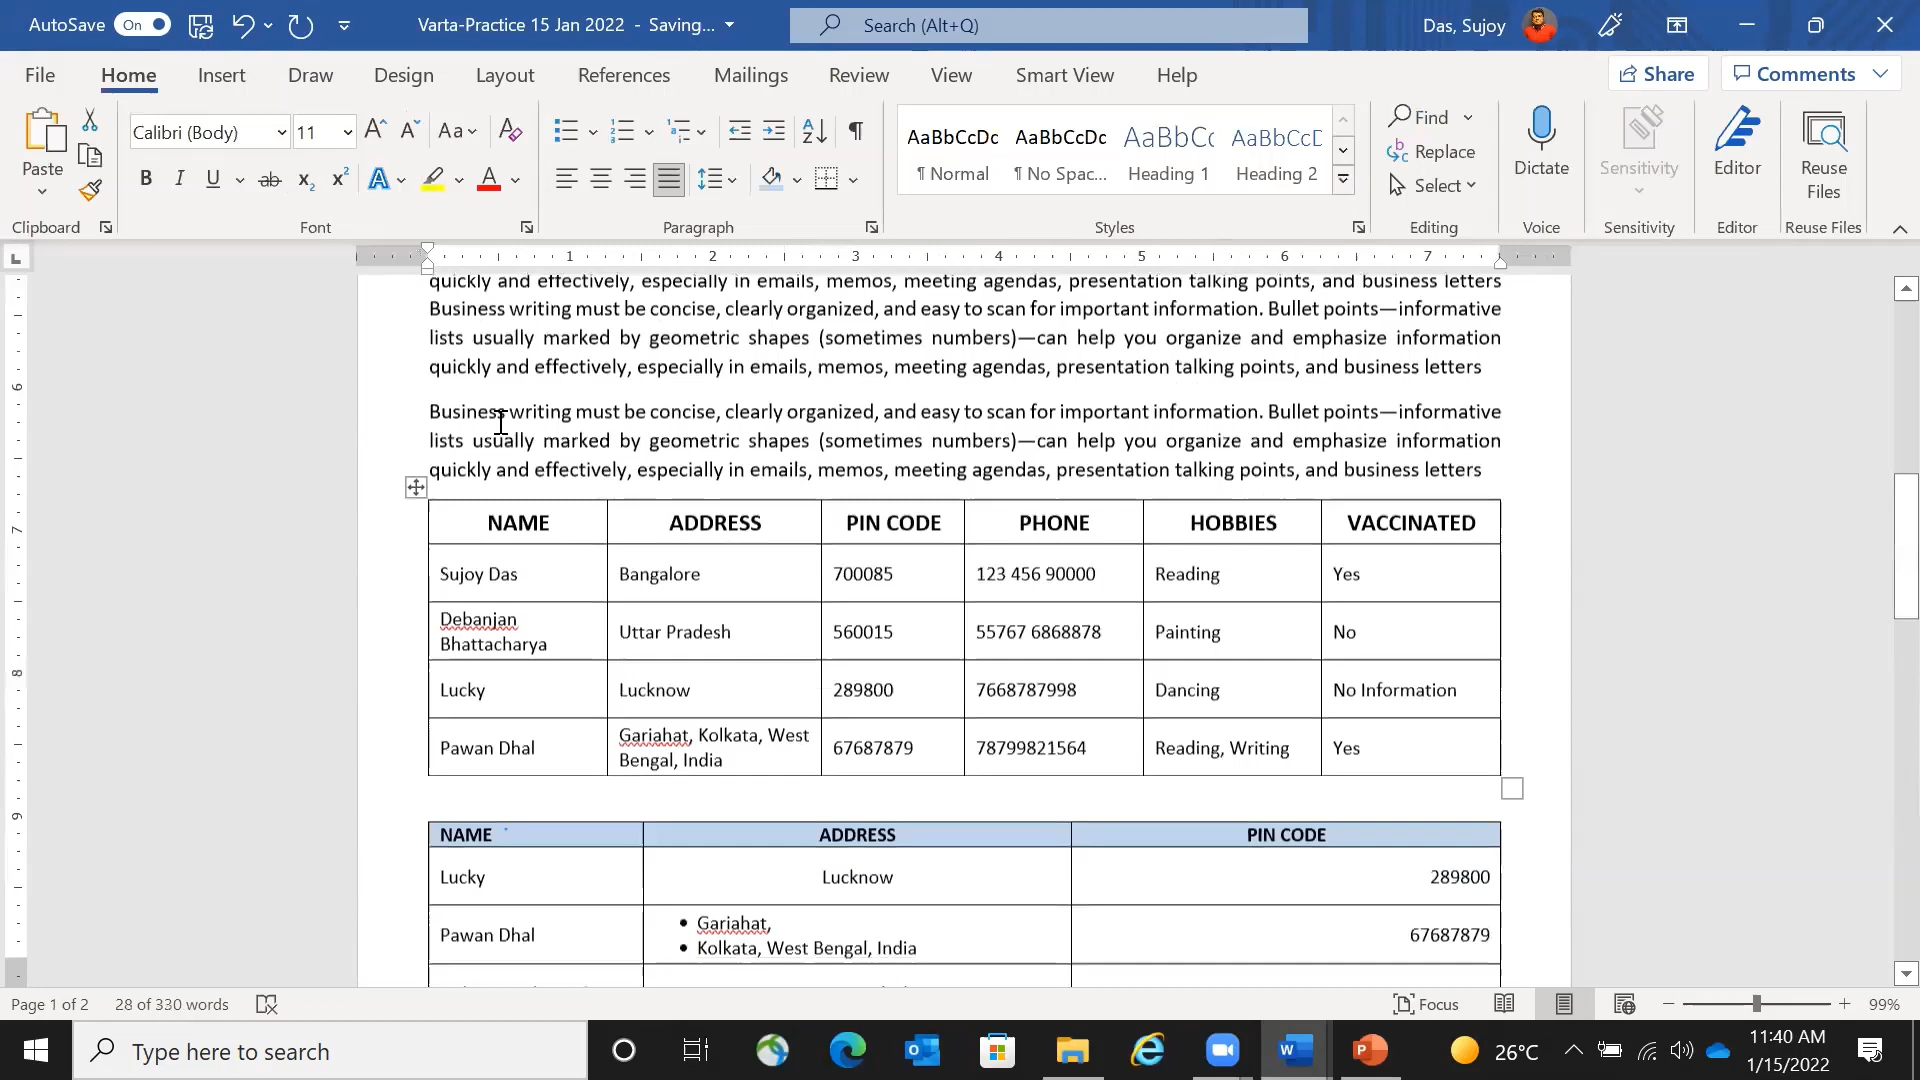 AutoSave On Varta-Practice 15 Jan 2022 - Saving... Search (Alt+Q) Das, Sujoy
File Home Insert Draw Design Layout References Mailings Review View Smart View Help Share Comments
Paste Calibri (Body) 11 Aa AaBbCcDc AaBbCcDc AaBbC AaBbCcD Find Replace Select Dictate Sensitivity Editor Reuse Files
¶ Normal ¶ No Spac... Heading 1 Heading 2
Clipboard Font Paragraph Styles Editing Voice Sensitivity Editor Reuse Files
1 2 3 4 5 6 7
quickly and effectively, especially in emails, memos, meeting agendas, presentation talking points, and business letters
Business writing must be concise, clearly organized, and easy to scan for important information. Bullet points—informative
lists usually marked by geometric shapes (sometimes numbers)—can help you organize and emphasize information
quickly and effectively, especially in emails, memos, meeting agendas, presentation talking points, and business letters
Business writing must be concise, clearly organized, and easy to scan for important information. Bullet points—informative
lists usually marked by geometric shapes (sometimes numbers)—can help you organize and emphasize information
quickly and effectively, especially in emails, memos, meeting agendas, presentation talking points, and business letters
NAME ADDRESS PIN CODE PHONE HOBBIES VACCINATED
Sujoy Das Bangalore 700085 123 456 90000 Reading Yes
Debanjan Bhattacharya Uttar Pradesh 560015 55767 6868878 Painting No
Lucky Lucknow 289800 7668787998 Dancing No Information
Pawan Dhal Gariahat, Kolkata, West Bengal, India 67687879 78799821564 Reading, Writing Yes
NAME ADDRESS PIN CODE
Lucky Lucknow 289800
Pawan Dhal • Gariahat, 67687879
• Kolkata, West Bengal, India
6
7
8
9
Page 1 of 2 28 of 330 words Focus 99%
Type here to search 26°C 11:40 AM
1/15/2022